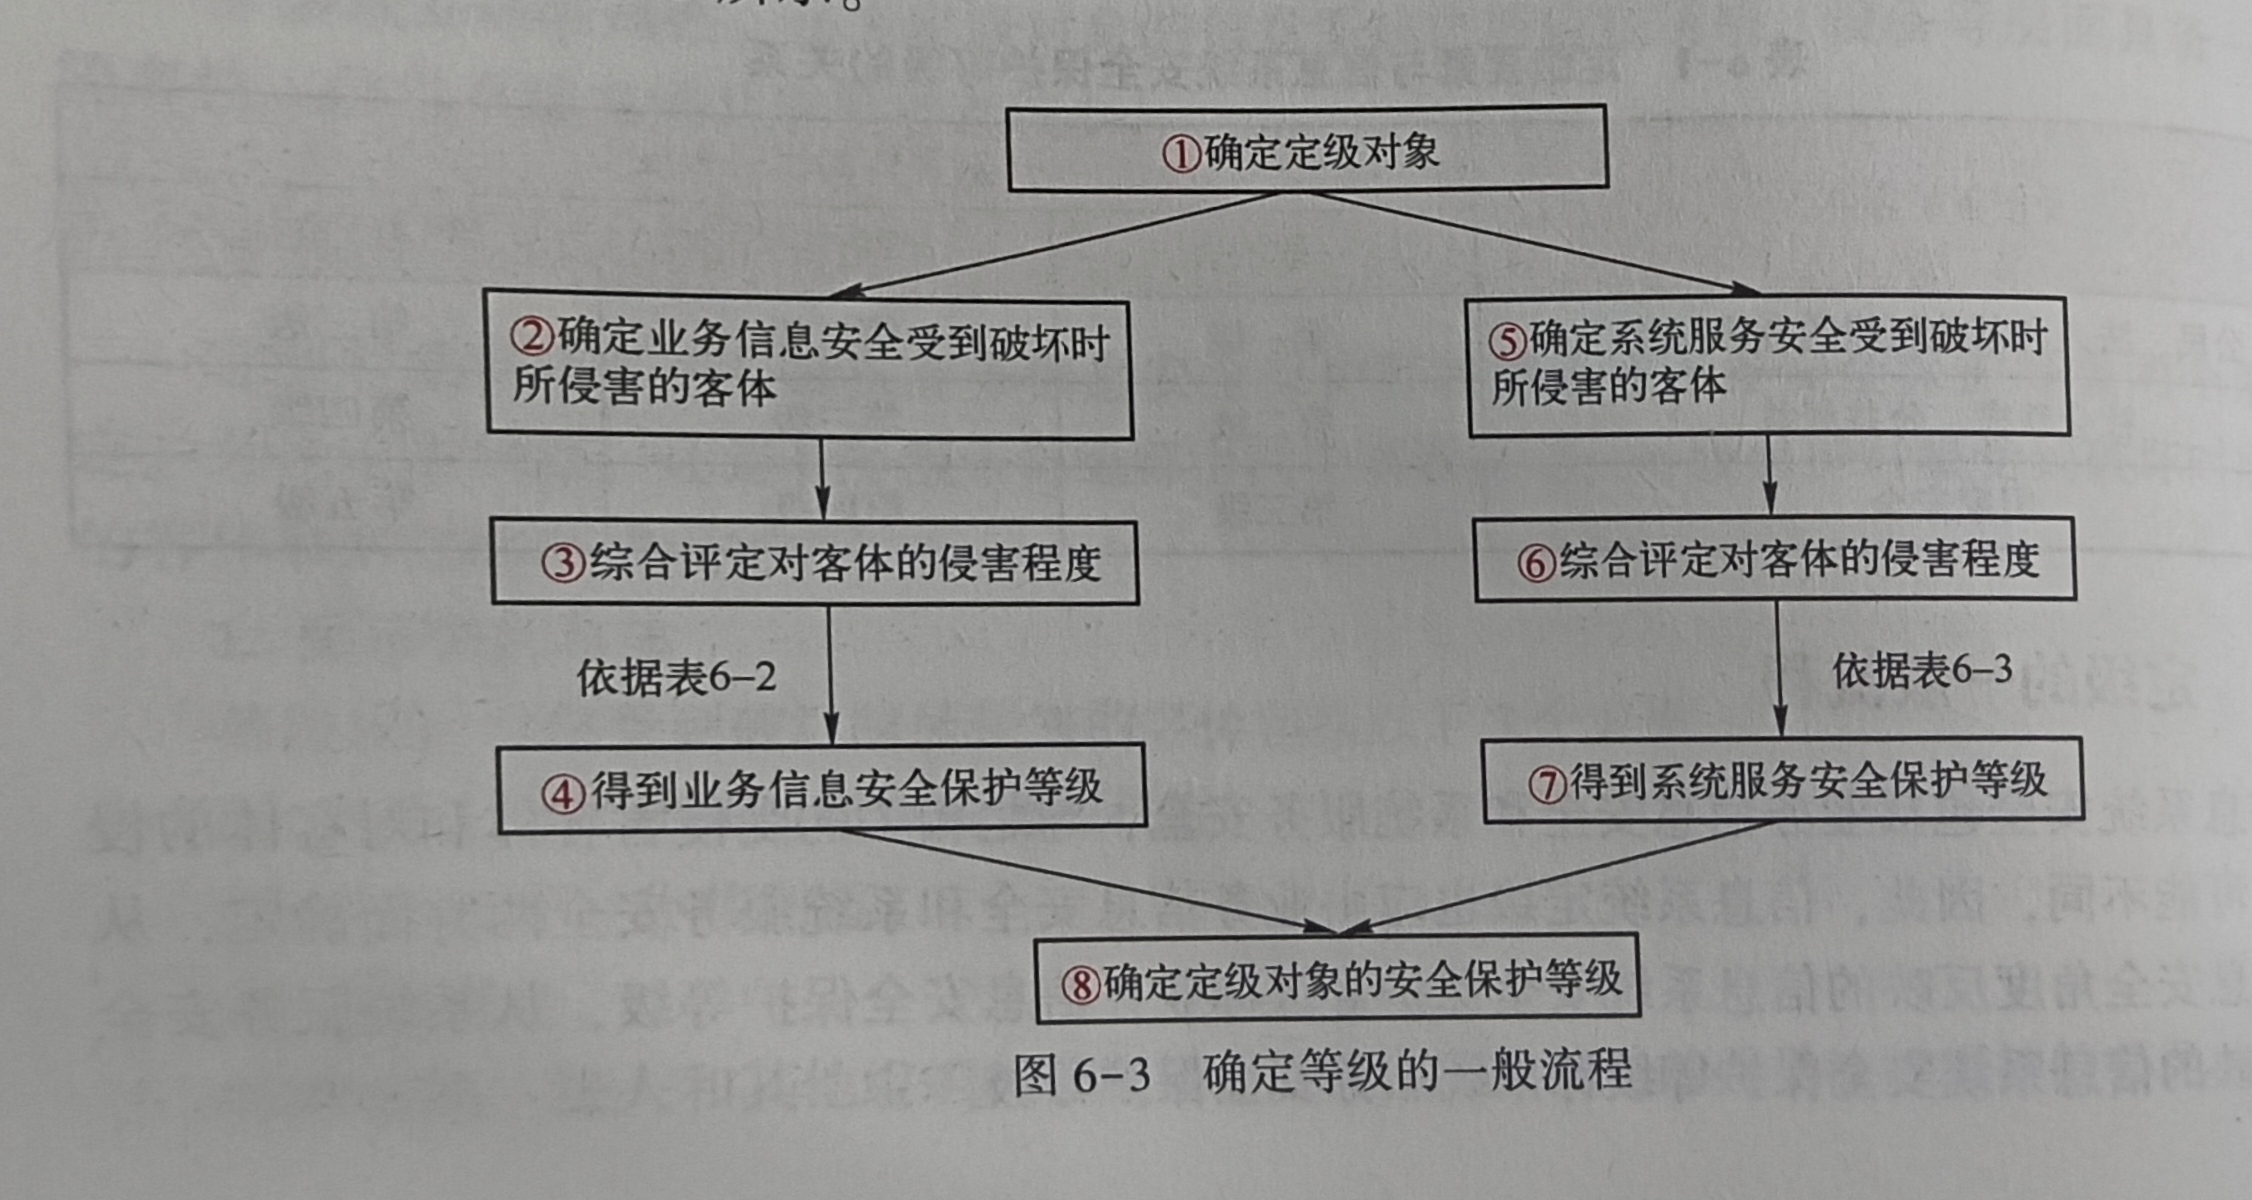 ①确定定级对象
②确定业务信息安全受到破坏时
所侵害的客体
⑤确定系统服务安全受到破坏时
所侵害的客体
③综合评定对客体的侵害程度
⑥综合评定对客体的侵害程度
依据表6-2
依据表6-3
④得到业务信息安全保护等级
⑦得到系统服务安全保护等级
⑧确定定级对象的安全保护等级
图 6-3 确定等级的一般流程